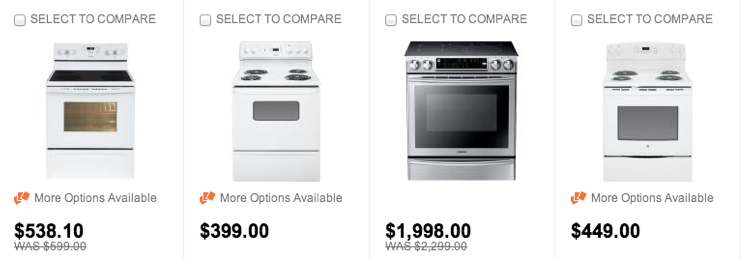 SELECT TO COMPARE
SELECT TO COMPARE
SELECT TO COMPARE
SELECT TO COMPARE
More Options Available
More Options Available
More Options Available
$538.10
WAS $599.00
$399.00
$1,998.00
WAS $2,299.00
$449.00